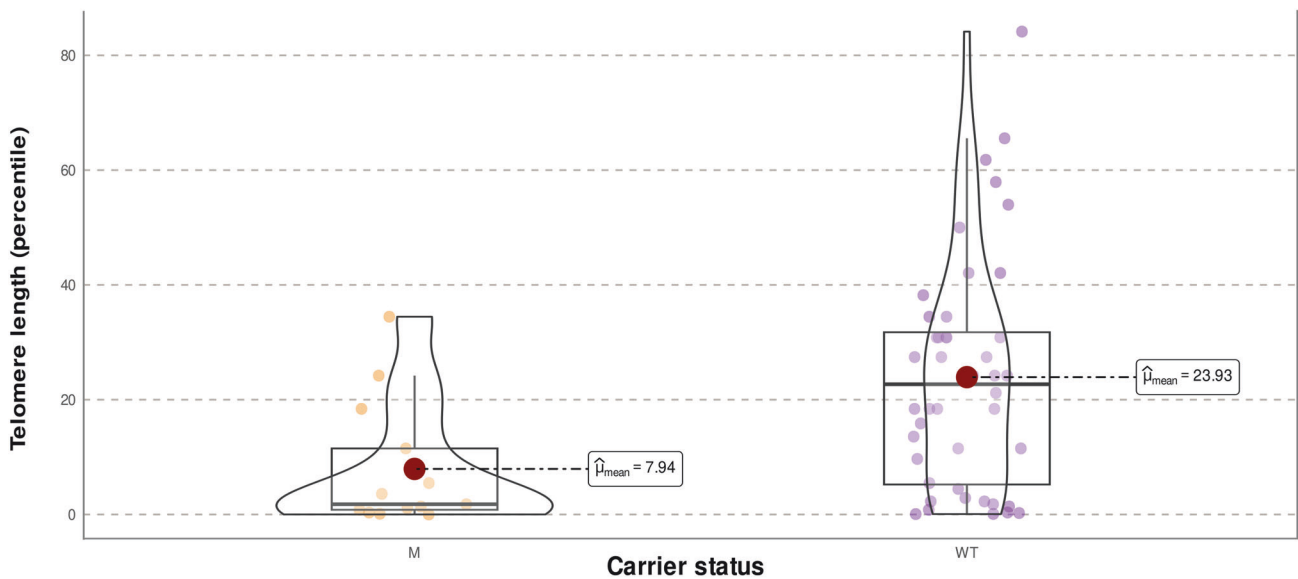 Telomere length (percentile)
80
60
40
20
0
μ̂mean = 7.94
μ̂mean = 23.93
M
WT
Carrier status